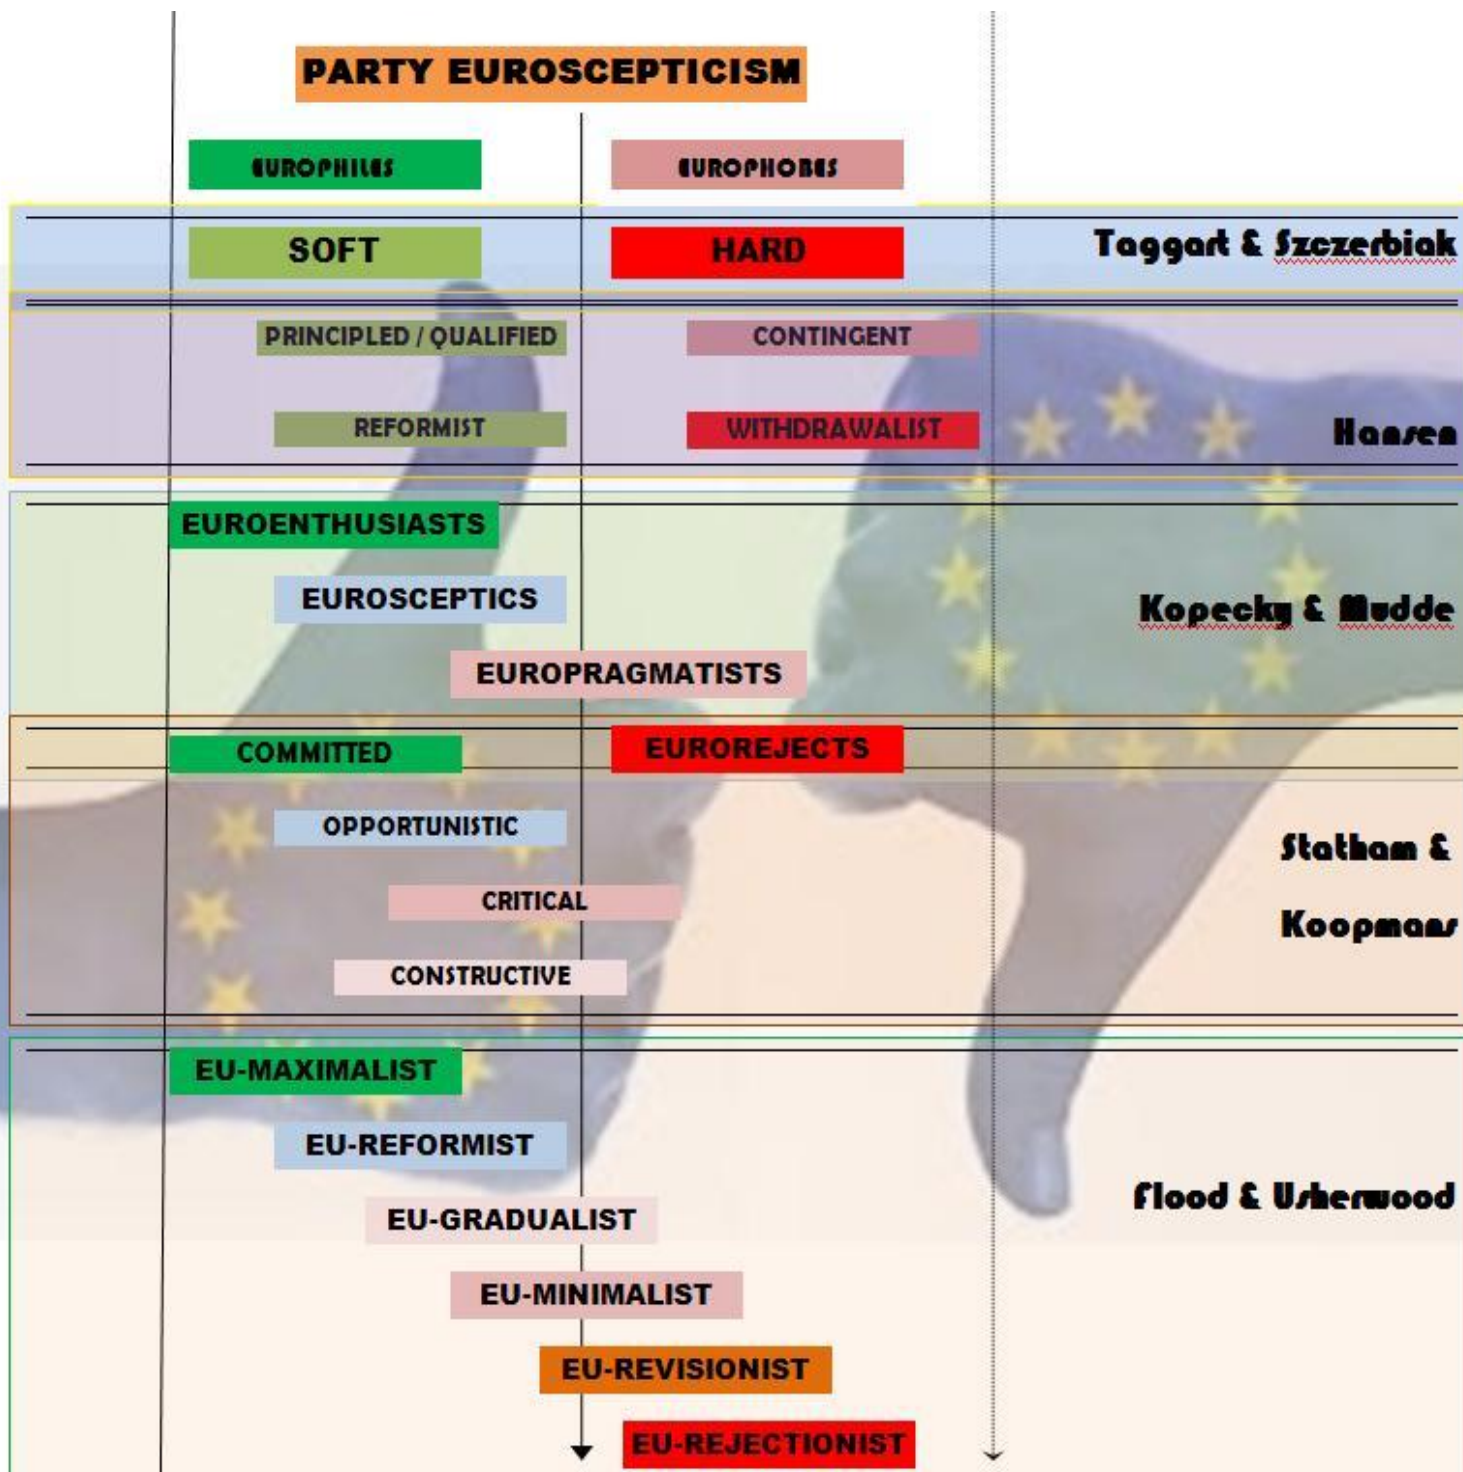 PARTY EUROSCEPTICISM
EUROPHILES EUROPHOBES
SOFT HARD Taggart & Szczerbiak
PRINCIPLED / QUALIFIED CONTINGENT
REFORMIST WITHDRAWALIST Hansen
EUROENTHUSIASTS
EUROSCEPTICS Kopecky & Mudde
EUROPRAGMATISTS
COMMITTED EUROREJECTS
OPPORTUNISTIC Statham &
CRITICAL Koopmans
CONSTRUCTIVE
EU-MAXIMALIST
EU-REFORMIST
EU-GRADUALIST Flood & Usherwood
EU-MINIMALIST
EU-REVISIONIST
EU-REJECTIONIST